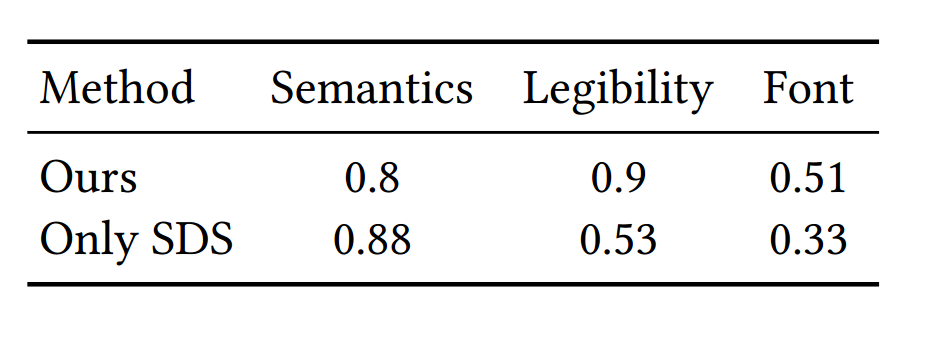 Method Semantics Legibility Font
Ours 0.8 0.9 0.51
Only SDS 0.88 0.53 0.33